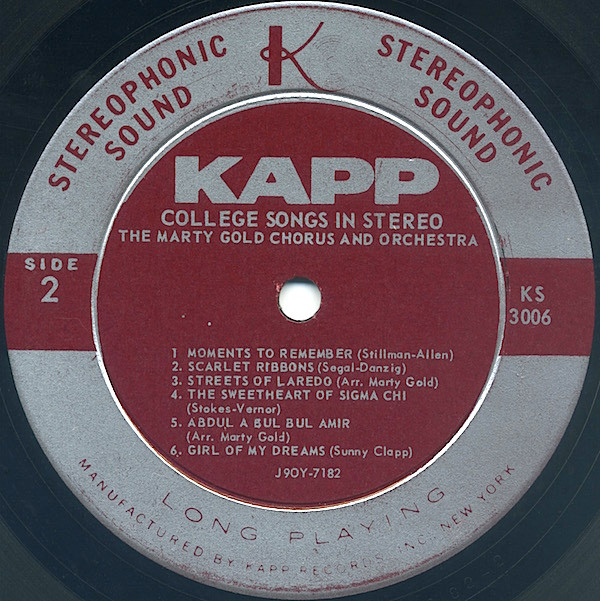 STEREOPHONIC SOUND
K
STEREOPHONIC SOUND
KAPP
COLLEGE SONGS IN STEREO
THE MARTY GOLD CHORUS AND ORCHESTRA
SIDE
2
KS
3006
1 MOMENTS TO REMEMBER (Stillman-Allen)
2. SCARLET RIBBONS (Segal-Danzig)
3. STREETS OF LAREDO (Arr. Marty Gold)
4. THE SWEETHEART OF SIGMA CHI
(Stokes-Vernor)
5. ABDUL A BUL BUL AMIR
(Arr. Marty Gold)
6. GIRL OF MY DREAMS (Sunny Clapp)
J9OY-7182
LONG PLAYING
MANUFACTURED BY KAPP RECORDS, INC. NEW YORK